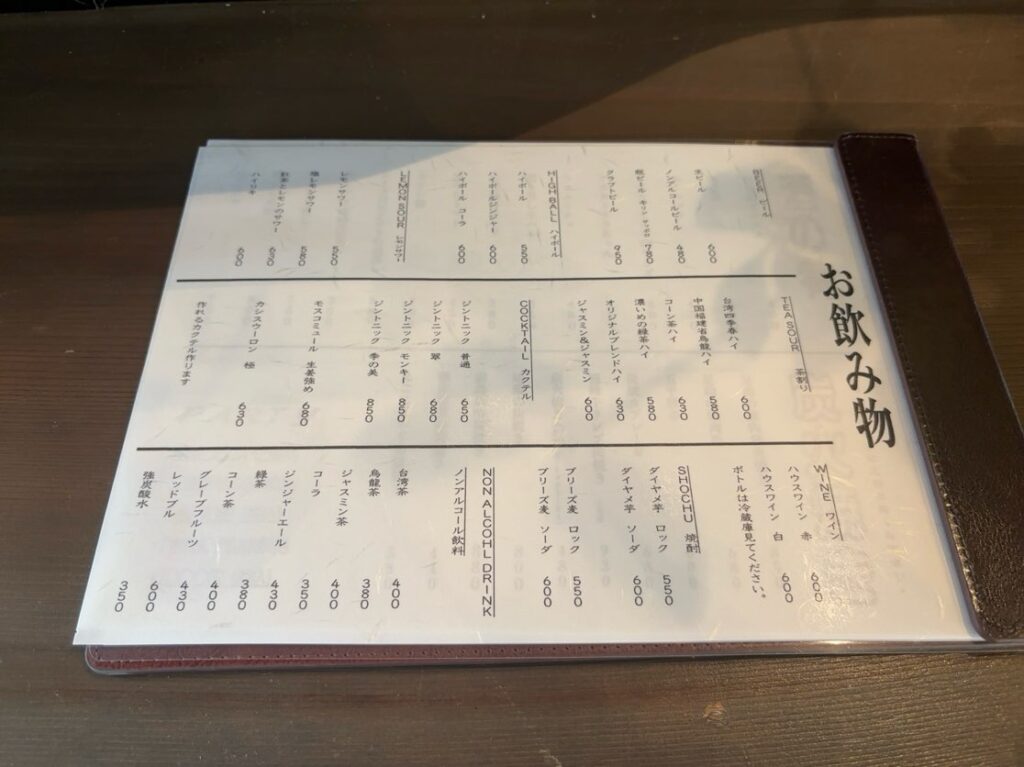 お飲み物
ビール
生ビール 600
ノンアルコールビール 480
瓶ビール キリン サッポロ 780
クラフトビール 950
HIGH BALL ハイボール
ハイボール 550
ハイボールジンジャー 600
ハイボール コーラ 600
LEMON SOUR レモンサワー
レモンサワー 550
塩レモンサワー 580
紅茶とレモンのサワー 630
ハイリキ 600
TEA SOUR 茶割り
台湾四季春ハイ 600
中国福建省烏龍ハイ 580
コーン茶ハイ 630
濃いめの緑茶ハイ 580
オリジナルブレンドハイ 630
ジャスミン&ジャスミン 600
COCKTAIL カクテル
ジントニック 普通 650
ジントニック 翠 680
ジントニック モンキー 850
ジントニック 季の美 850
モスコミュール 生姜強め 680
カシスウーロン 極 630
作れるカクテル作ります
WINE ワイン
ハウスワイン 赤 600
ハウスワイン 白 600
ボトルは冷蔵庫見てください。
SHOCHU 焼酎
ダイヤメ芋 ロック 550
ダイヤメ芋 ソーダ 600
ブリーズ麦 ロック 550
ブリーズ麦 ソーダ 600
NON ALCOHL DRINK
ノンアルコール飲料
台湾茶 400
烏龍茶 380
ジャスミン茶 400
コーラ 350
ジンジャーエール 430
緑茶 380
コーン茶 400
グレープフルーツ 430
レッドブル 600
強炭酸水 350